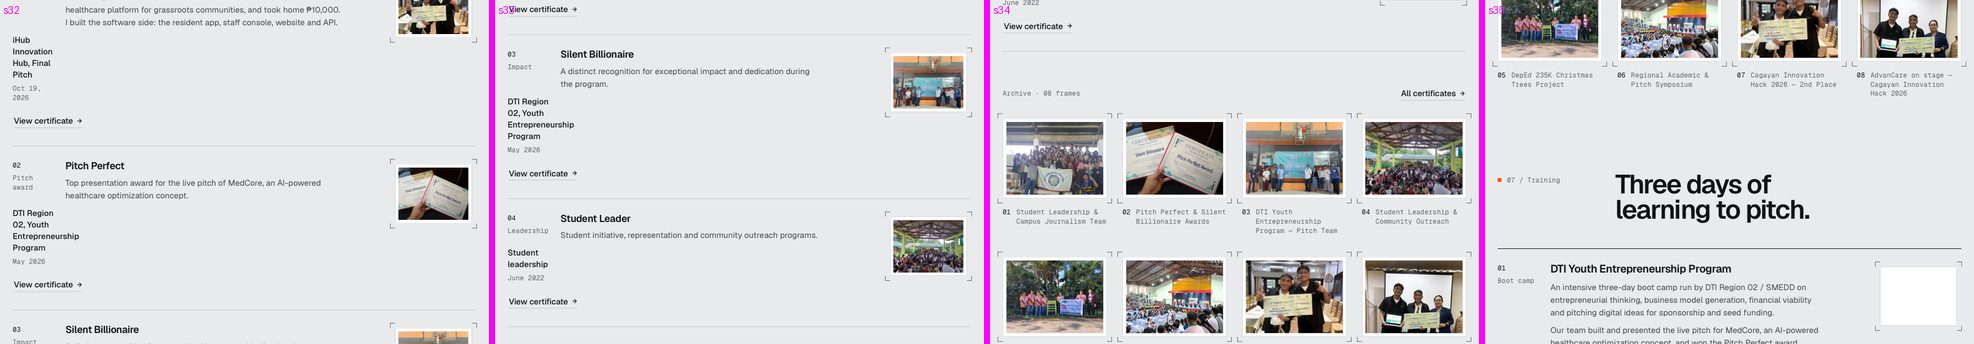 s32
healthcare platform for grassroots communities, and took home ₱10,000.
I built the software side: the resident app, staff console, website and API.
iHub
Innovation
Hub, Final
Pitch
Oct 19,
2026
View certificate →
02
Pitch
award
Pitch Perfect
Top presentation award for the live pitch of MedCore, an AI-powered
healthcare optimization concept.
DTI Region
02, Youth
Entrepreneurship
Program
May 2026
View certificate →
03
Impact
Silent Billionaire
View certificate →
03
Impact
Silent Billionaire
A distinct recognition for exceptional impact and dedication during
the program.
DTI Region
02, Youth
Entrepreneurship
Program
May 2026
View certificate →
04
Leadership
Student Leader
Student initiative, representation and community outreach programs.
Student
leadership
June 2022
View certificate →
s34
June 2022
View certificate →
Archive · 08 frames
All certificates →
01 Student Leadership &
Campus Journalism Team
02 Pitch Perfect & Silent
Billionaire Awards
03 DTI Youth
Entrepreneurship
Program — Pitch Team
04 Student Leadership &
Community Outreach
05 DepEd 235K Christmas
Trees Project
06 Regional Academic &
Pitch Symposium
07 Cagayan Innovation
Hack 2026 — 2nd Place
08 AdvanCare on stage —
Cagayan Innovation
Hack 2026
07 / Training
Three days of
learning to pitch.
01
Boot camp
DTI Youth Entrepreneurship Program
An intensive three-day boot camp run by DTI Region 02 / SMEDD on
entrepreneurial thinking, business model generation, financial viability
and pitching digital ideas for sponsorship and seed funding.
Our team built and presented the live pitch for MedCore, an AI-powered
healthcare optimization concept, and won the Pitch Perfect award